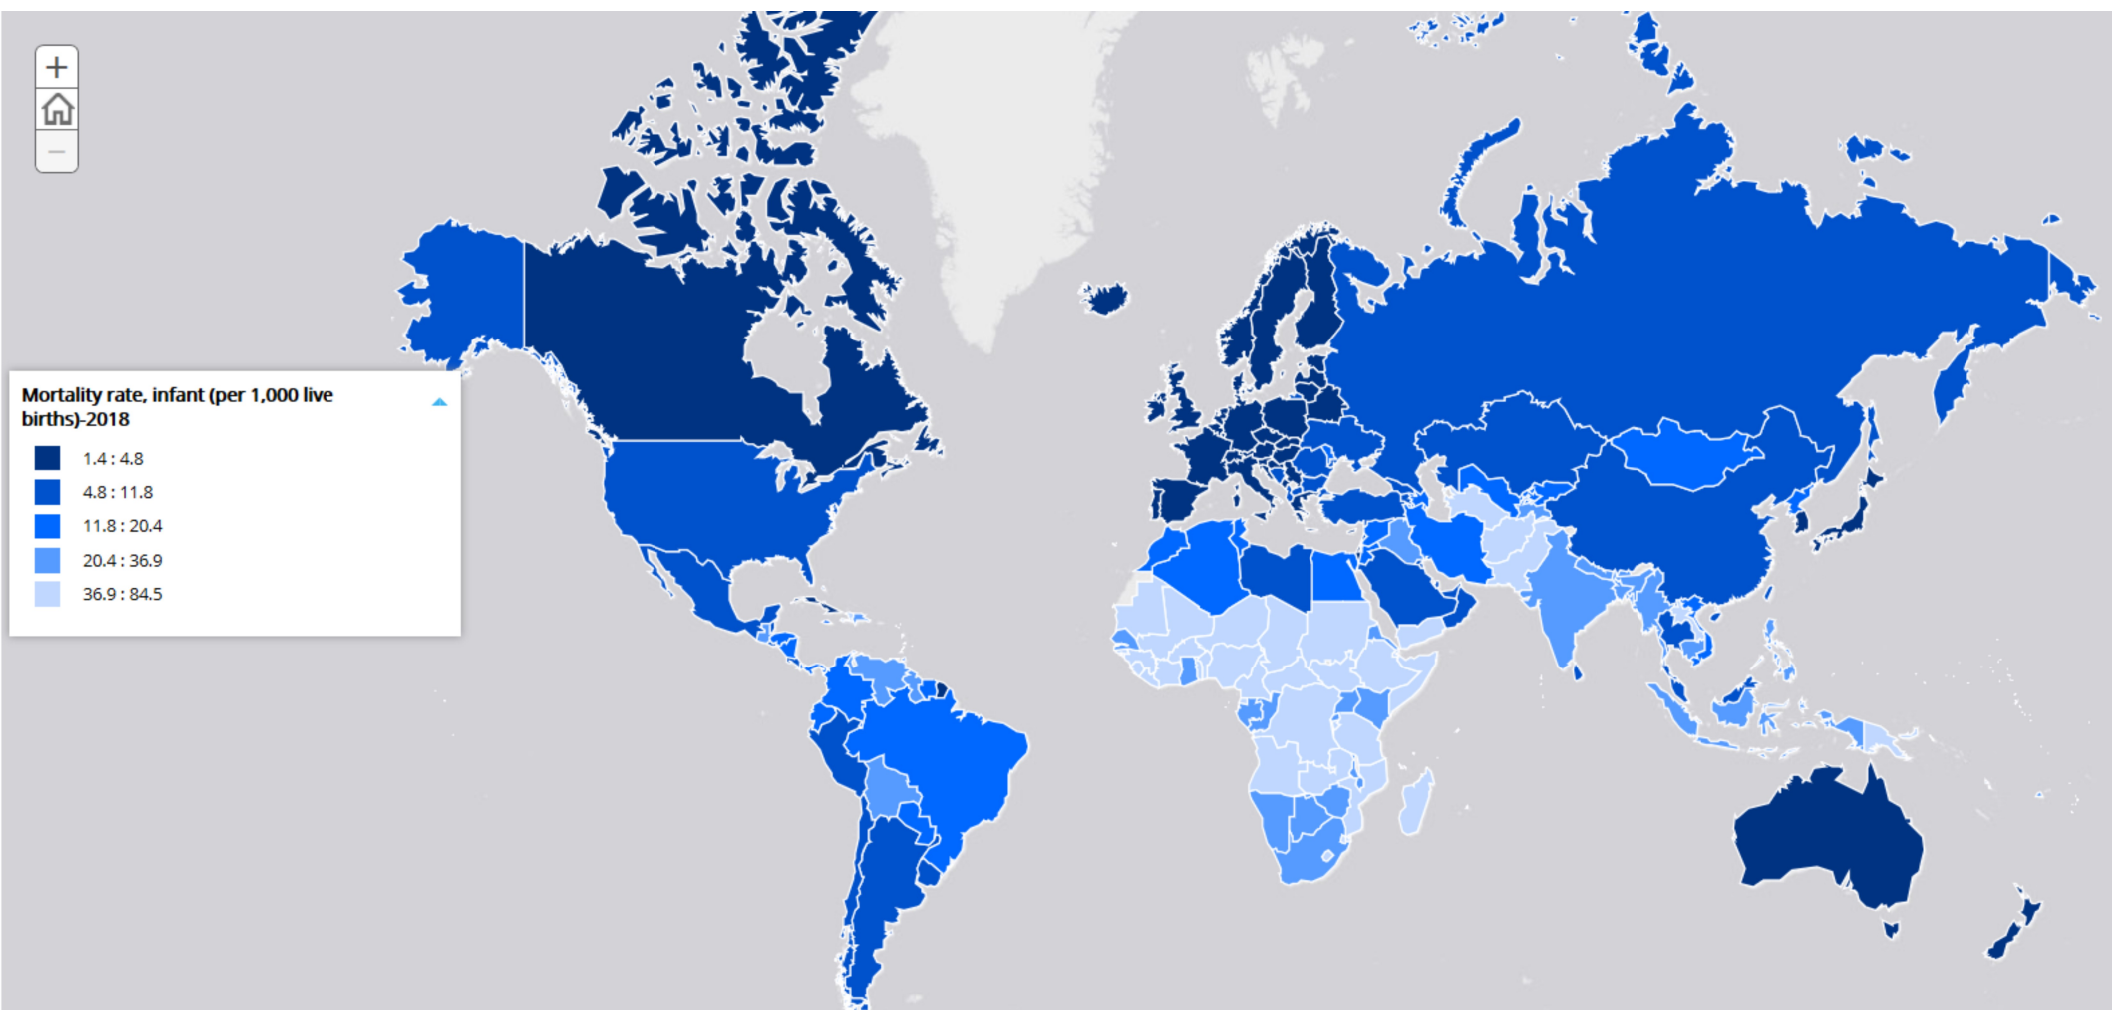 +
−
Mortality rate, infant (per 1,000 live
births)-2018
1.4 : 4.8
4.8 : 11.8
11.8 : 20.4
20.4 : 36.9
36.9 : 84.5